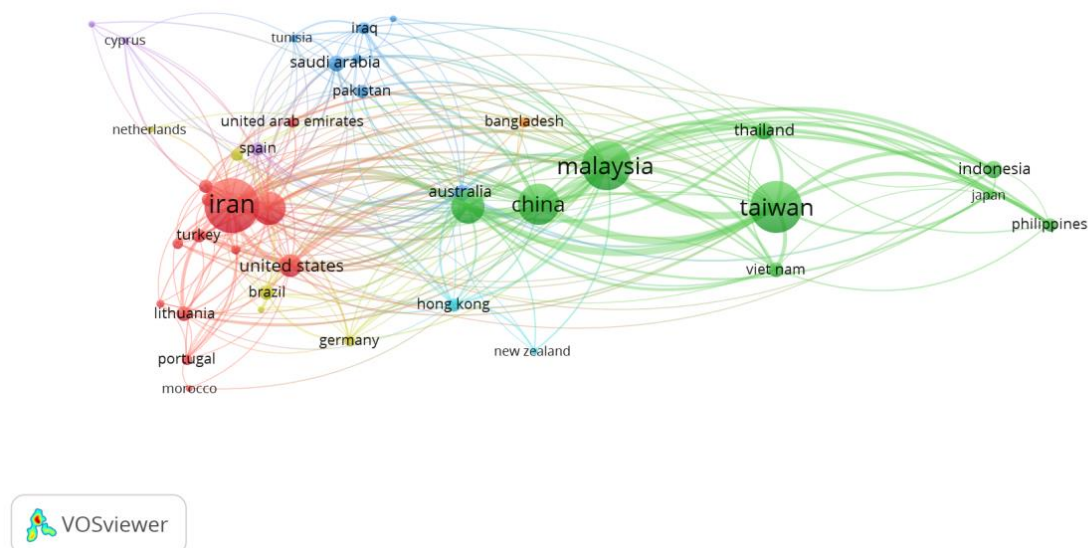 cyprus
tunisia
iraq
saudi arabia
pakistan
netherlands
united arab emirates
bangladesh
thailand
spain
malaysia
indonesia
iran
australia
china
taiwan
japan
philippines
turkey
united states
viet nam
brazil
hong kong
lithuania
germany
new zealand
portugal
morocco
VOSviewer